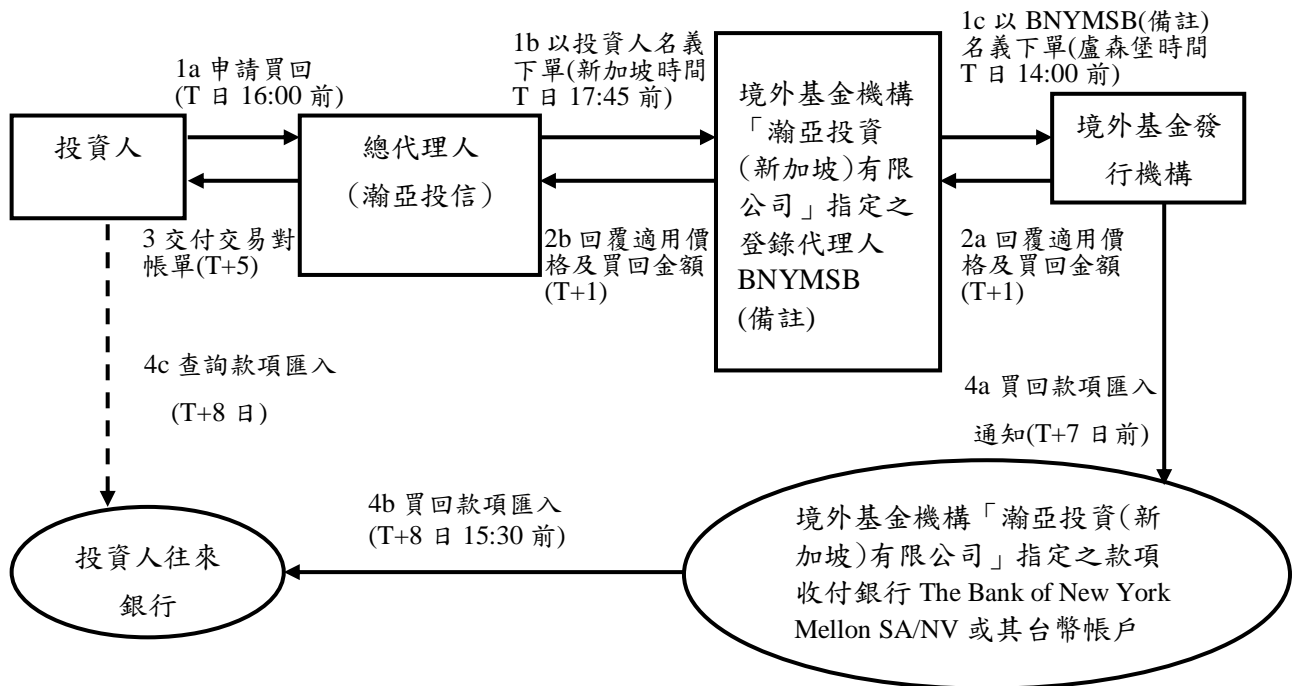 1a 申請買回
(T 日 16:00 前)
1b 以投資人名義
下單(新加坡時間
T 日 17:45 前)
1c 以 BNYMSB(備註)
名義下單(盧森堡時間
T 日 14:00 前)
投資人
總代理人
（瀚亞投信）
境外基金機構
「瀚亞投資
(新加坡)有限
公司」指定之
登錄代理人
BNYMSB
(備註)
境外基金發
行機構
3 交付交易對
帳單(T+5)
2b 回覆適用價
格及買回金額
(T+1)
2a 回覆適用價
格及買回金額
(T+1)
4c 查詢款項匯入
(T+8 日)
4a 買回款項匯入
通知(T+7 日前)
4b 買回款項匯入
(T+8 日 15:30 前)
投資人往來
銀行
境外基金機構「瀚亞投資(新
加坡)有限公司」指定之款項
收付銀行 The Bank of New York
Mellon SA/NV 或其台幣帳戶